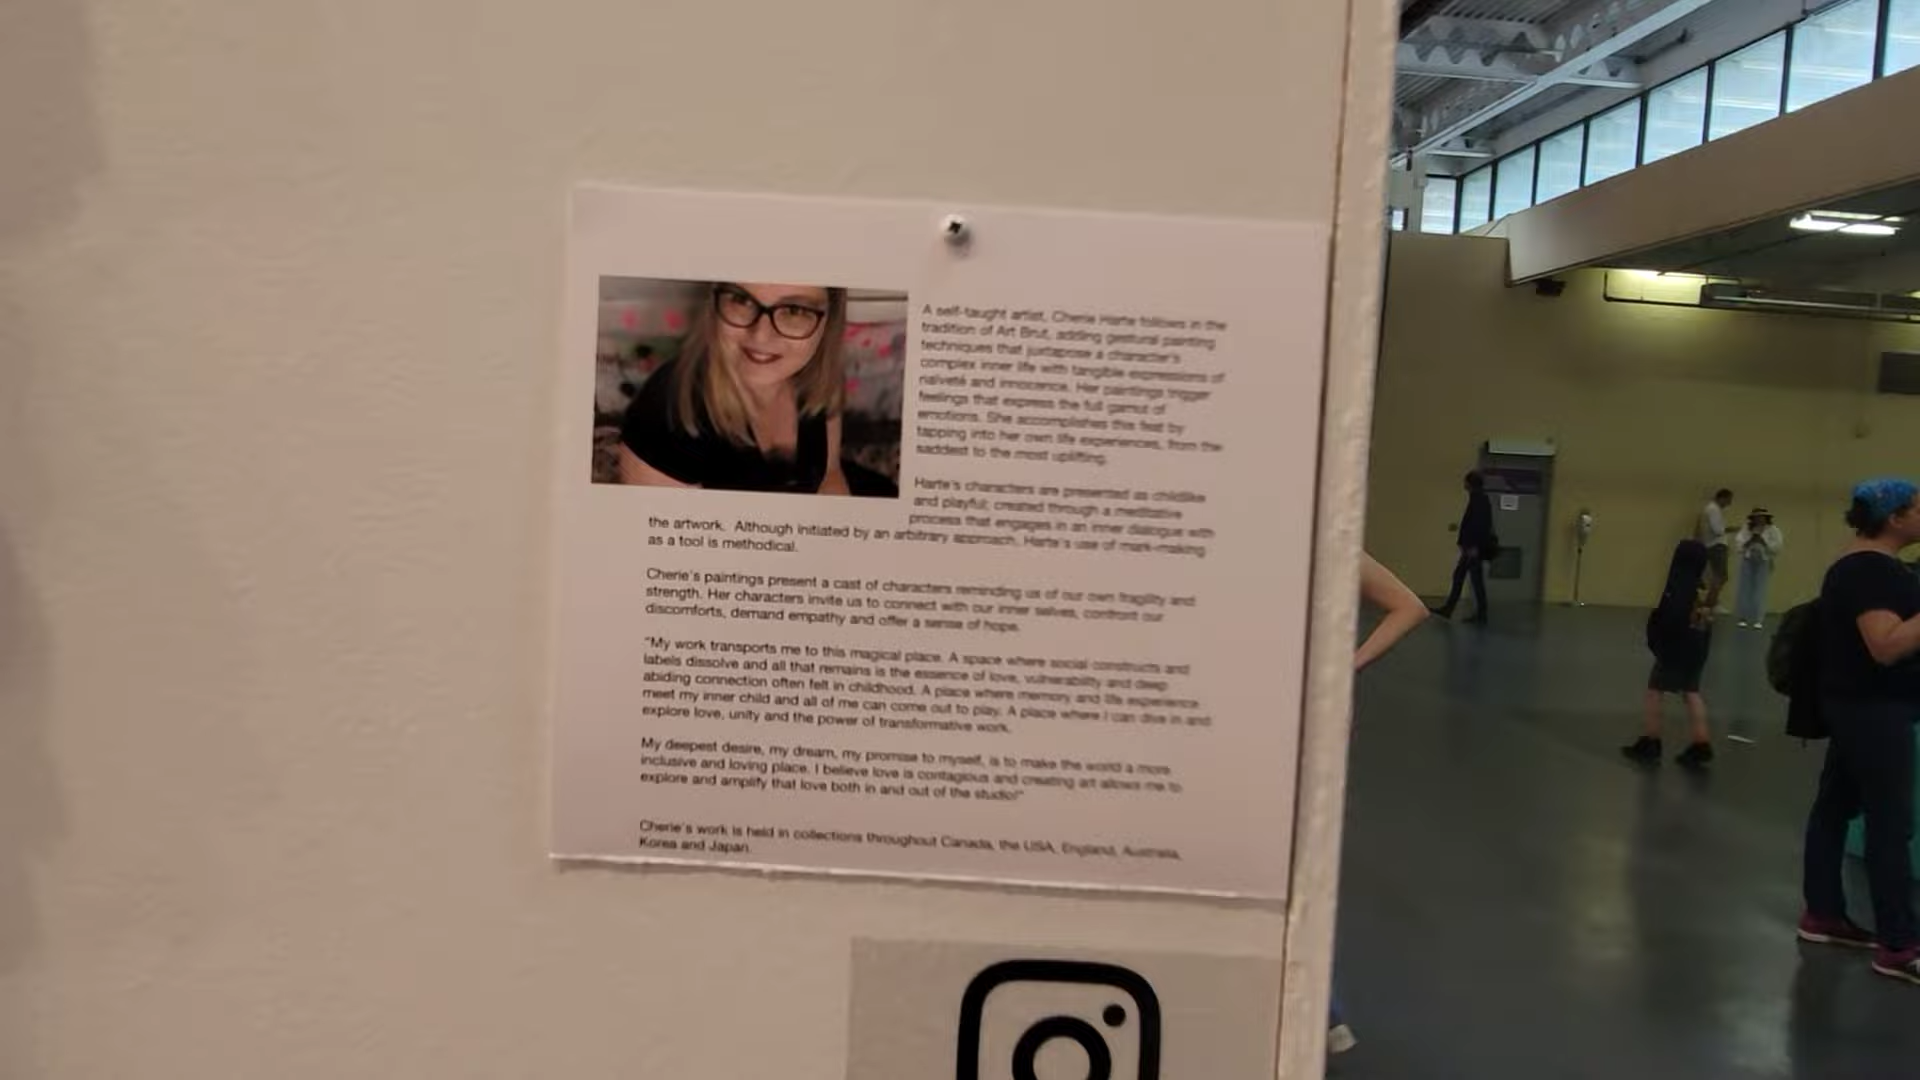 A self-taught artist, Cherie Harte follows in the
tradition of Art Brut, adding gestural painting
techniques that juxtapose a character's
complex inner life with tangible expressions of
naïveté and innocence. Her paintings trigger
feelings that express the full gamut of
emotions. She accomplishes this feat by
tapping into her own life experiences, from the
saddest to the most uplifting.
Harte's characters are presented as childlike
and playful; created through a meditative
process that engages in an inner dialogue with
the artwork. Although initiated by an arbitrary approach, Harte's use of mark-making
as a tool is methodical.
Cherie's paintings present a cast of characters reminding us of our own fragility and
strength. Her characters invite us to connect with our inner selves, confront our
discomforts, demand empathy and offer a sense of hope.
"My work transports me to this magical place. A space where social constructs and
labels dissolve and all that remains is the essence of love, vulnerability and deep
abiding connection often felt in childhood. A place where memory and life experience
meet my inner child and all of me can come out to play. A place where I can dive in and
explore love, unity and the power of transformative work.
My deepest desire, my dream, my promise to myself, is to make the world a more
inclusive and loving place. I believe love is contagious and creating art allows me to
explore and amplify that love both in and out of the studio!"
Cherie's work is held in collections throughout Canada, the USA, England, Australia,
Korea and Japan.